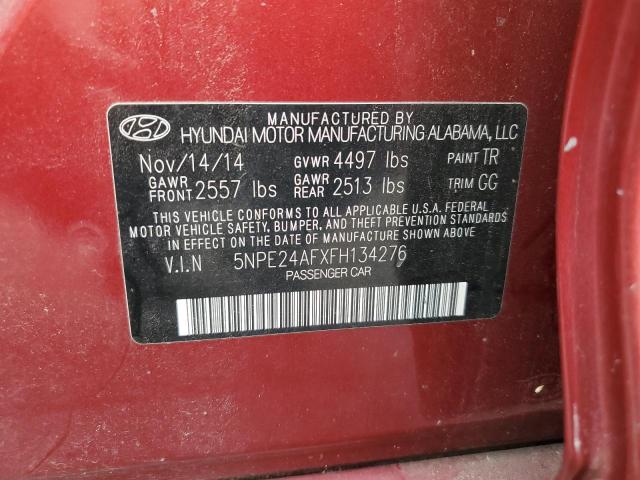 MANUFACTURED BY
HYUNDAI MOTOR MANUFACTURING ALABAMA, LLC
Nov/14/14 GVWR 4497 lbs PAINT TR
GAWR FRONT 2557 lbs GAWR REAR 2513 lbs TRIM GG
THIS VEHICLE CONFORMS TO ALL APPLICABLE U.S.A. FEDERAL
MOTOR VEHICLE SAFETY, BUMPER, AND THEFT PREVENTION STANDARDS
IN EFFECT ON THE DATE OF MANUFACTURE SHOWN ABOVE.
V.I.N 5NPE24AFXFH134276
PASSENGER CAR